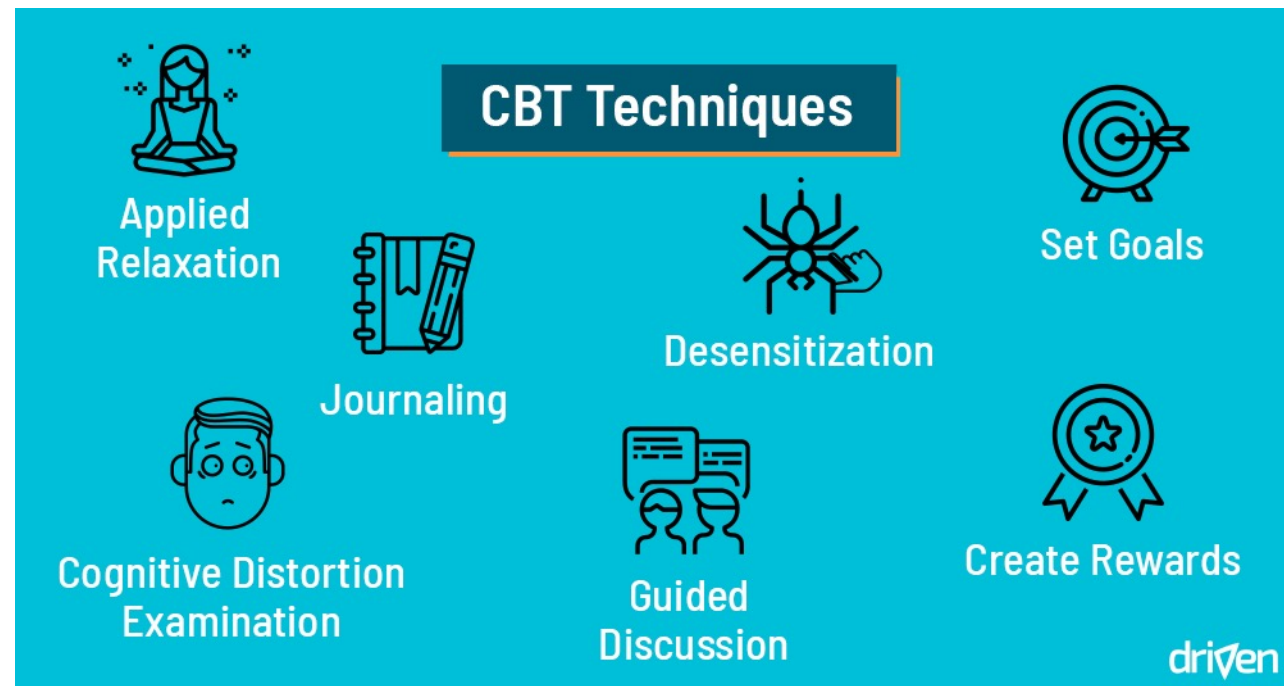 CBT Techniques
Applied
Relaxation
Journaling
Desensitization
Set Goals
Cognitive Distortion
Examination
Guided
Discussion
Create Rewards
driven